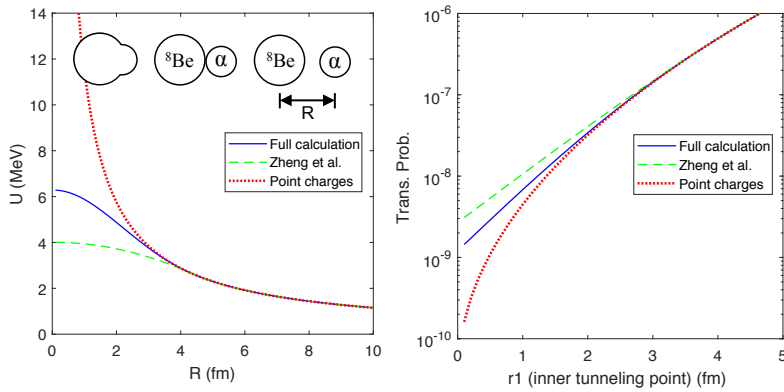 14
12
10
8
6
4
2
0
U (MeV)
⁸Be
α
⁸Be
α
R
Full calculation
Zheng et al.
Point charges
0
2
4
6
8
10
R (fm)
10⁻⁶
10⁻⁷
10⁻⁸
10⁻⁹
10⁻¹⁰
Trans. Prob.
Full calculation
Zheng et al.
Point charges
0
1
2
3
4
5
r1 (inner tunneling point) (fm)